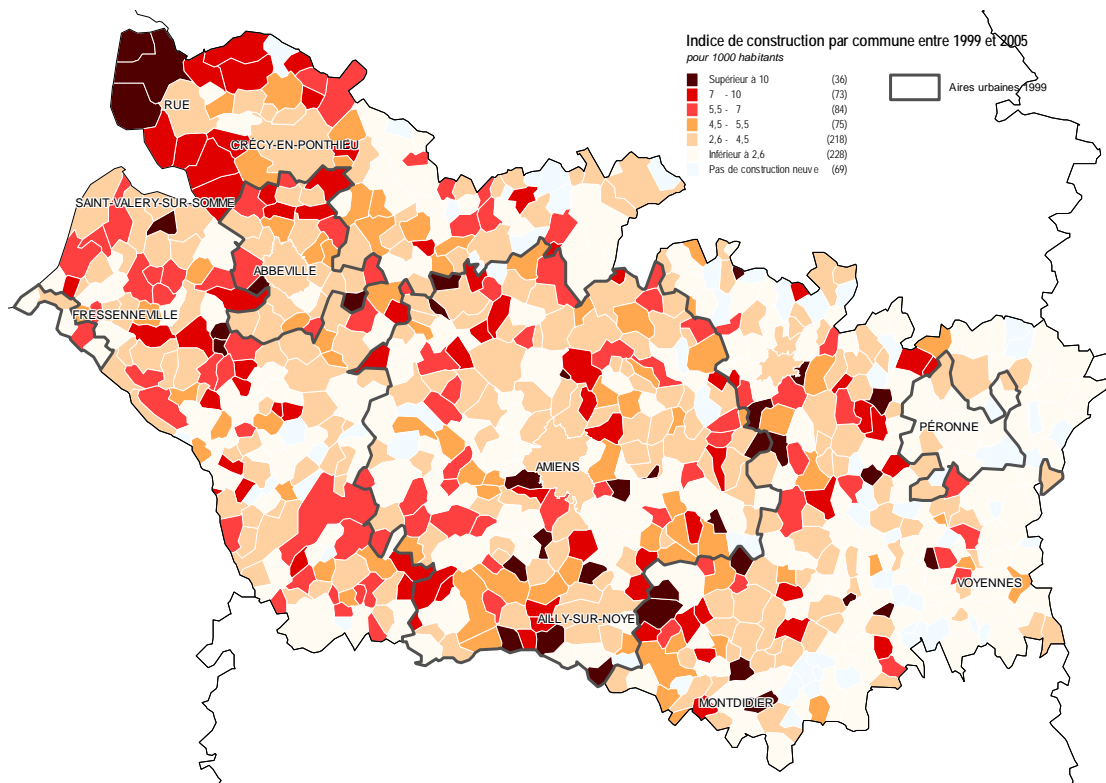 Indice de construction par commune entre 1999 et 2005
pour 1000 habitants
Supérieur à 10 (36)
7 - 10 (73)
5,5 - 7 (84)
4,5 - 5,5 (75)
2,6 - 4,5 (218)
Inférieur à 2,6 (228)
Pas de construction neuve (69)
Aires urbaines 1999
RUE
CRÉCY-EN-PONTHIEU
SAINT-VALERY-SUR-SOMME
ABBEVILLE
FRESSENNEVILLE
PÉRONNE
AMIENS
VOYENNES
AILLY-SUR-NOYE
MONTDIDIER